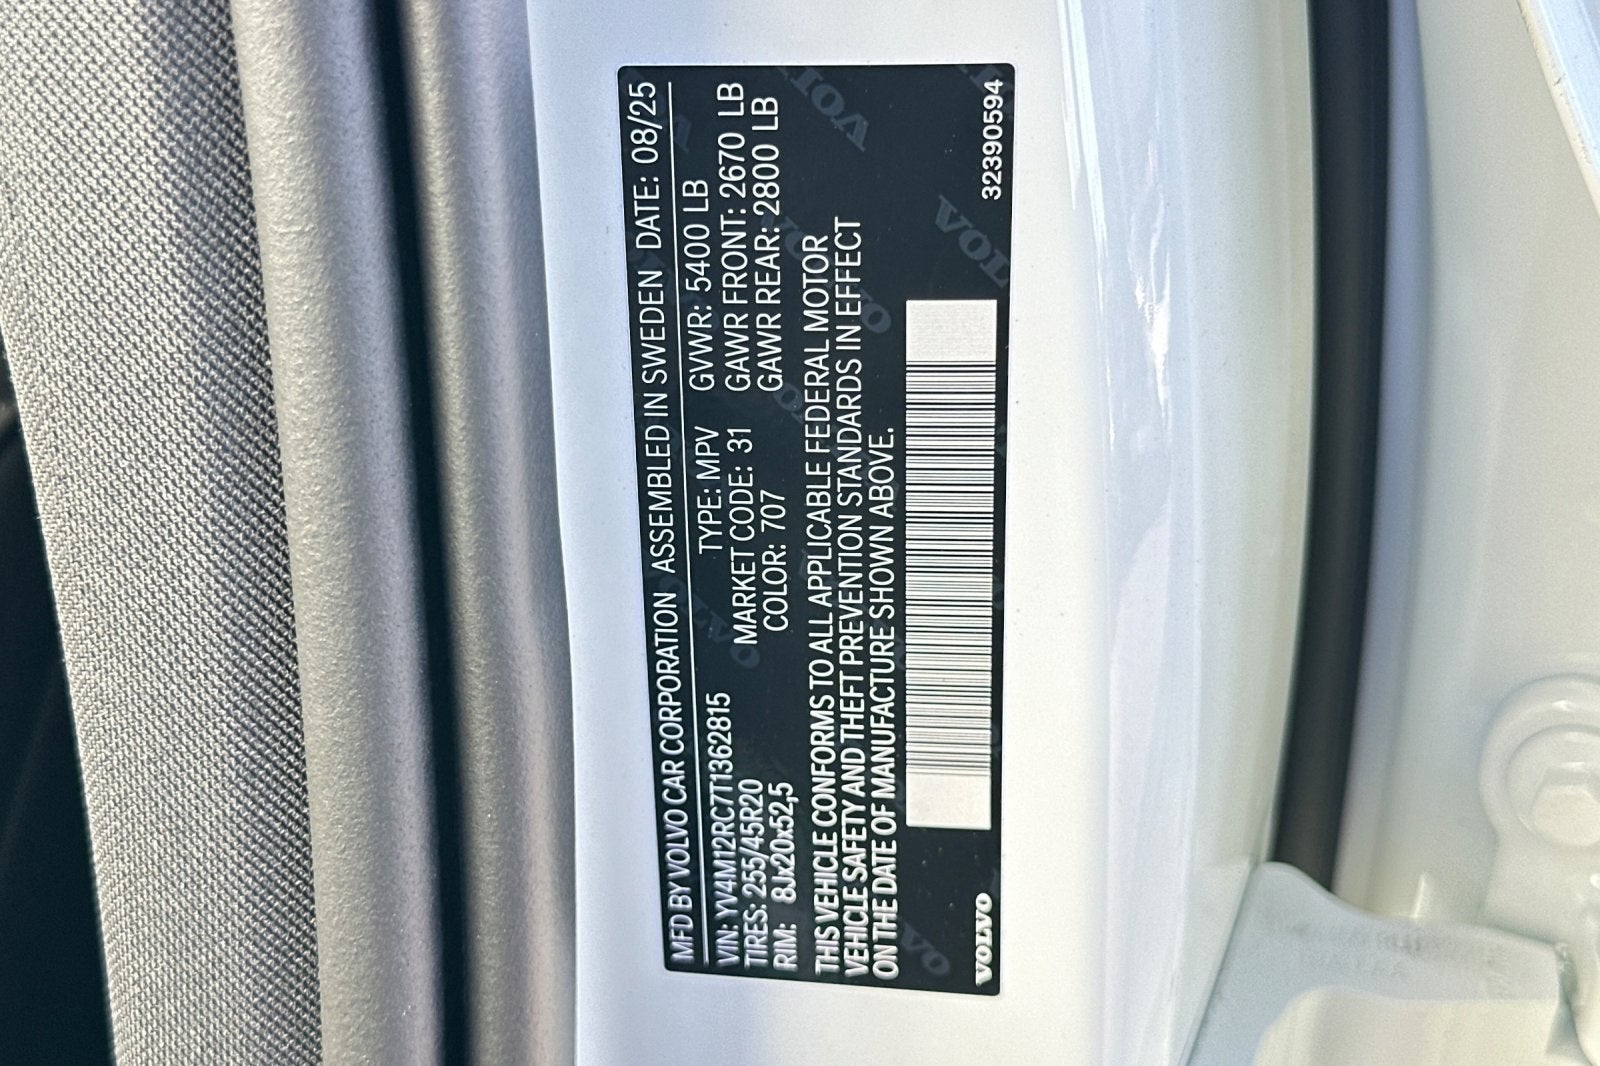 MFD BY VOLVO CAR CORPORATION ASSEMBLED IN SWEDEN DATE: 08/25
VIN: YV4M12RC7T1362815 TYPE: MPV GVWR: 5400 LB
TIRES: 255/45R20 MARKET CODE: 31 GAWR FRONT: 2670 LB
RIM: 8Jx20x52,5 COLOR: 707 GAWR REAR: 2800 LB
THIS VEHICLE CONFORMS TO ALL APPLICABLE FEDERAL MOTOR
VEHICLE SAFETY AND THEFT PREVENTION STANDARDS IN EFFECT
ON THE DATE OF MANUFACTURE SHOWN ABOVE.
VOLVO 32390594